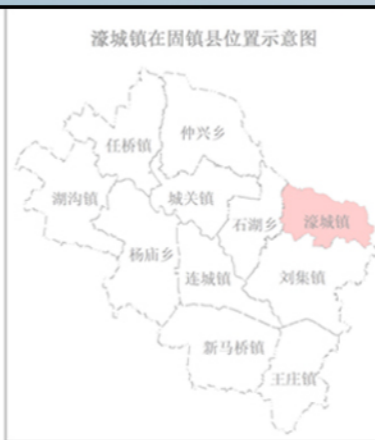 濠城镇在固镇县位置示意图
仲兴乡
任桥镇
湖沟镇
城关镇
石湖乡
濠城镇
杨庙乡
连城镇
刘集镇
新马桥镇
王庄镇